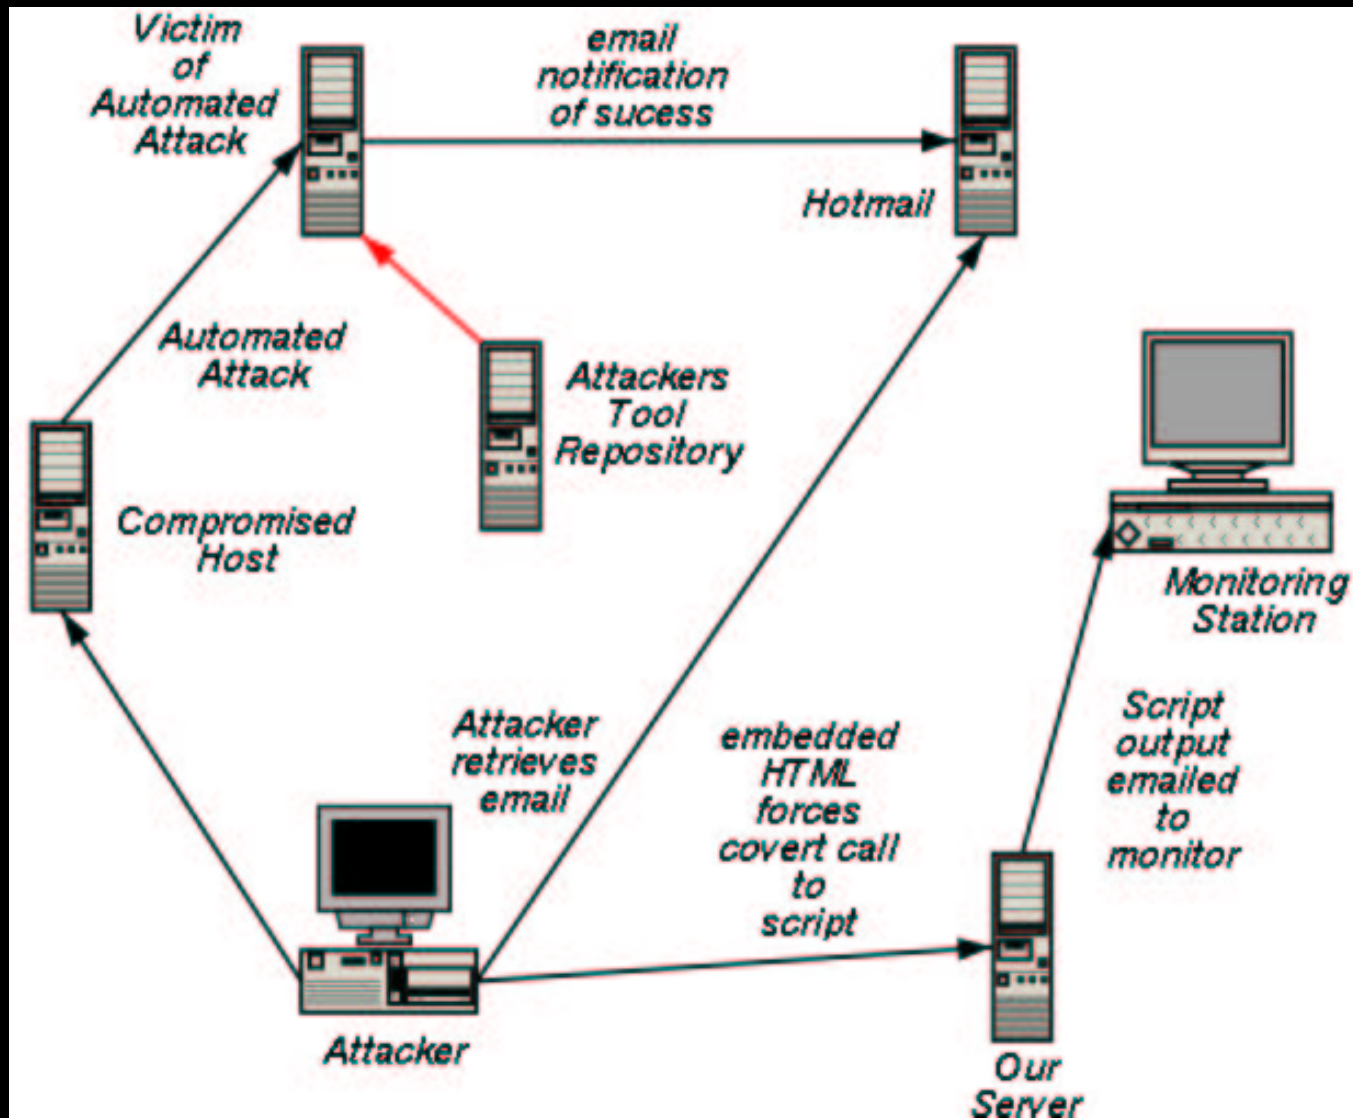 Victim
of
Automated
Attack
email
notification
of sucess
Hotmail
Automated
Attack
Attackers
Tool
Repository
Compromised
Host
Monitoring
Station
Attacker
retrieves
email
embedded
HTML
forces
covert call
to
script
Script
output
emailed
to
monitor
Attacker
Our
Server